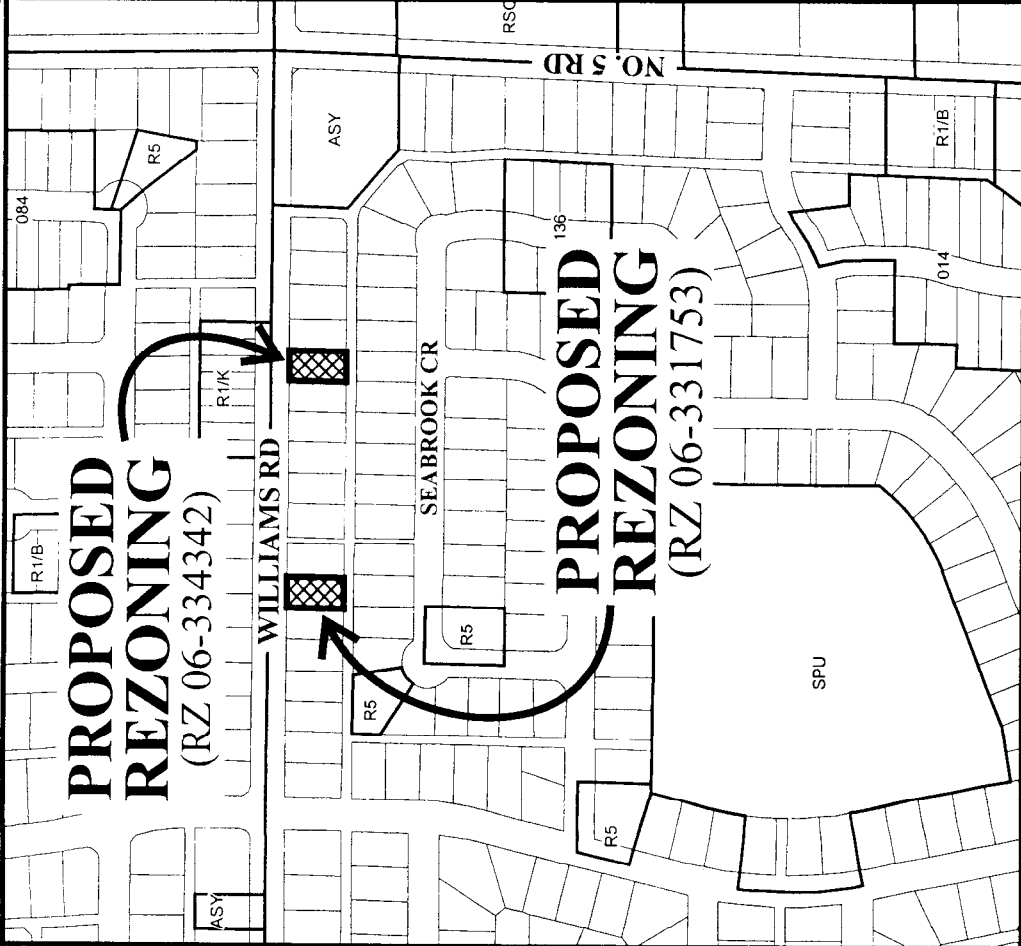 084
R5
R1/B
PROPOSED
REZONING
(RZ 06-334342)
R1/K
ASY
WILLIAMS RD
ASY
RSC
NO. 5 RD
R5
SEABROOK CR
R5
136
PROPOSED
REZONING
(RZ 06-331753)
R5
SPU
R1/B
014